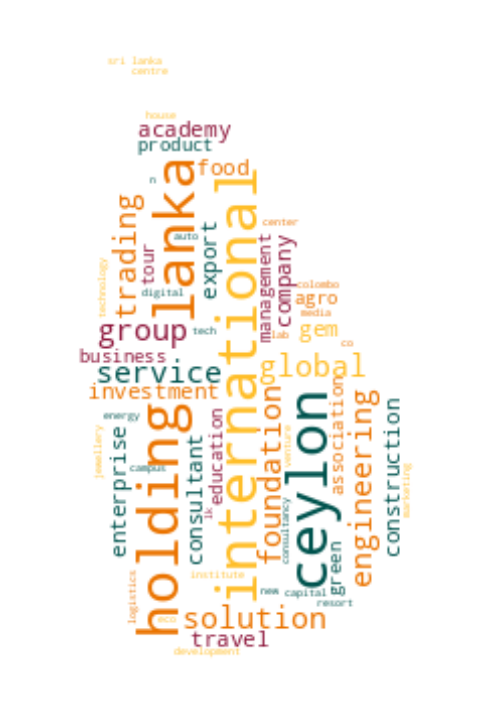 sri lanka
centre
house
academy
product
food
lanka
n
international
trading
auto
export
tour
center
management
company
technology
digital
colombo
agro
media
group
tech
lab
gem
co
business
service
global
investment
holding
ceylon
foundation
association
engineering
construction
energy
education
jewellery
enterprise
consultant
campus
venture
marketing
lk
consultancy
green
institute
logistics
new
capital
resort
eco
solution
travel
development